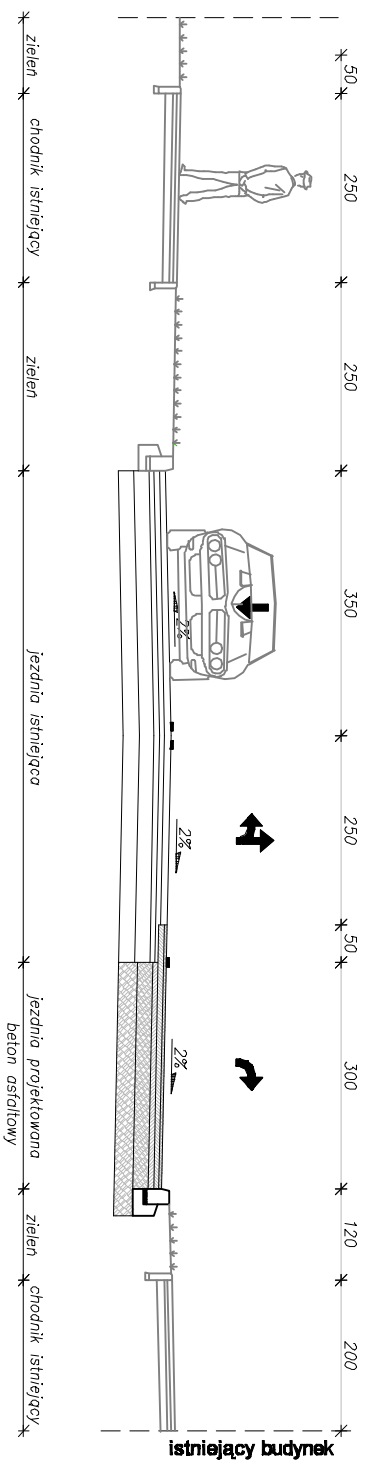 50
250
250
350
250
50
300
120
200
2%
2%
2%
istniejący budynek
zieleń
chodnik istniejący
zieleń
jezdnia istniejąca
jezdnia projektowana
beton asfaltowy
zieleń
chodnik istniejący